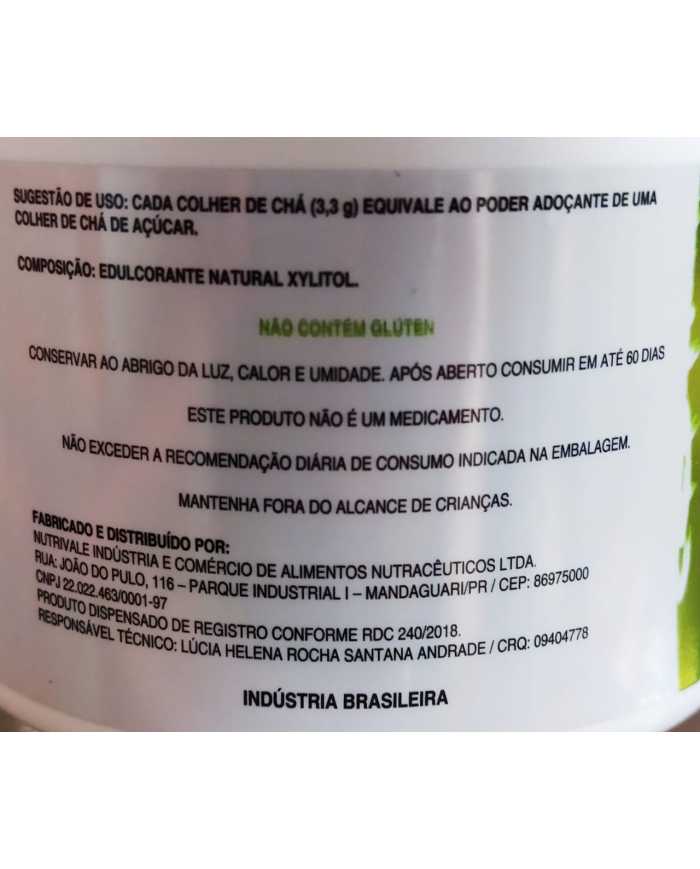 SUGESTÃO DE USO: CADA COLHER DE CHÁ (3,3 g) EQUIVALE AO PODER ADOÇANTE DE UMA
COLHER DE CHÁ DE AÇÚCAR.
COMPOSIÇÃO: EDULCORANTE NATURAL XYLITOL.
NÃO CONTÉM GLÚTEN
CONSERVAR AO ABRIGO DA LUZ, CALOR E UMIDADE. APÓS ABERTO CONSUMIR EM ATÉ 60 DIAS
ESTE PRODUTO NÃO É UM MEDICAMENTO.
NÃO EXCEDER A RECOMENDAÇÃO DIÁRIA DE CONSUMO INDICADA NA EMBALAGEM.
MANTENHA FORA DO ALCANCE DE CRIANÇAS.
FABRICADO E DISTRIBUÍDO POR:
NUTRIVALE INDÚSTRIA E COMÉRCIO DE ALIMENTOS NUTRACÊUTICOS LTDA.
RUA: JOÃO DO PULO, 116 – PARQUE INDUSTRIAL I – MANDAGUARI/PR / CEP: 86975000
CNPJ 22.022.463/0001-97
PRODUTO DISPENSADO DE REGISTRO CONFORME RDC 240/2018.
RESPONSÁVEL TÉCNICO: LÚCIA HELENA ROCHA SANTANA ANDRADE / CRQ: 09404778
INDÚSTRIA BRASILEIRA